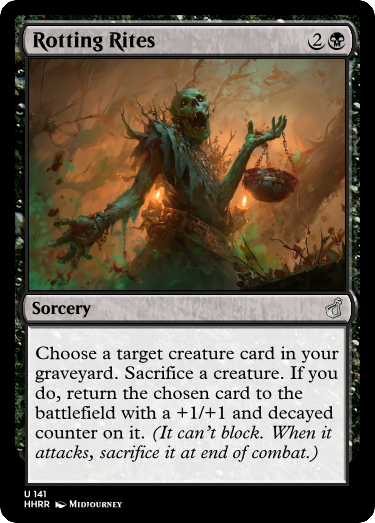 Rotting Rites 2
Sorcery
Choose a target creature card in your
graveyard. Sacrifice a creature. If you
do, return the chosen card to the
battlefield with a +1/+1 and decayed
counter on it. (It can't block. When it
attacks, sacrifice it at end of combat.)
U 141
HHRR MIDJOURNEY